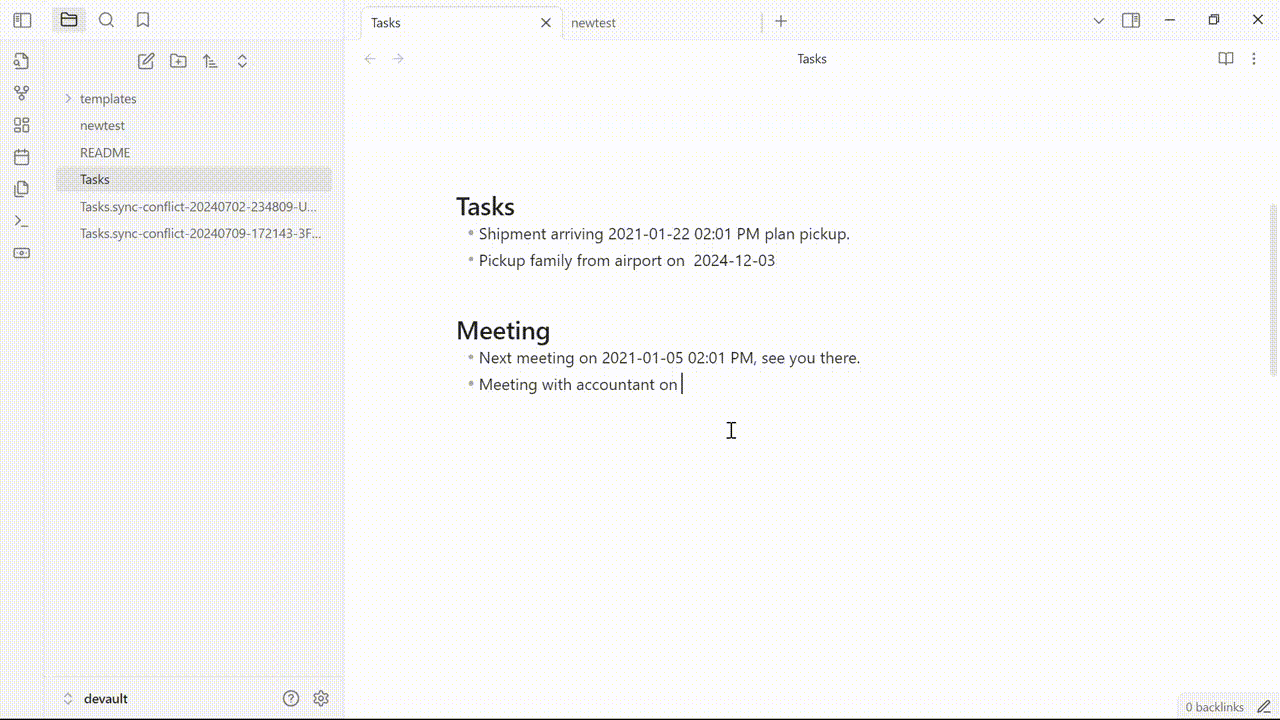 Tasks
newtest
Tasks
templates
newtest
README
Tasks
Tasks.sync-conflict-20240702-234809-U...
Tasks.sync-conflict-20240709-172143-3F...
Tasks
Shipment arriving 2021-01-22 02:01 PM plan pickup.
Pickup family from airport on  2024-12-03
Meeting
Next meeting on 2021-01-05 02:01 PM, see you there.
Meeting with accountant on
devault
0 backlinks